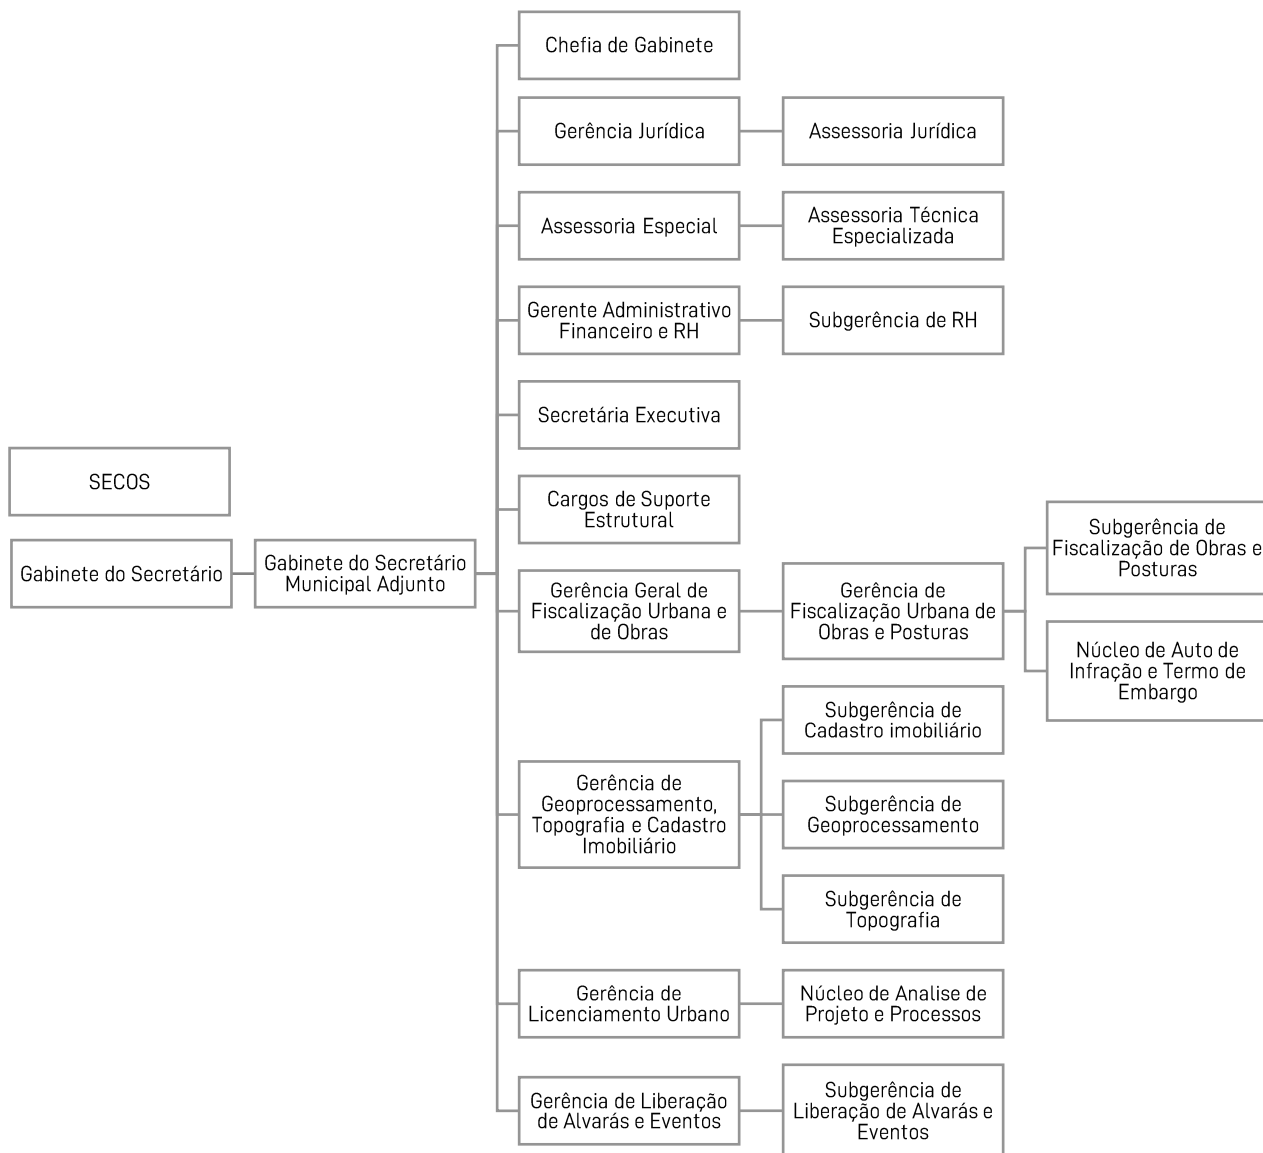 Chefia de Gabinete
Gerência Jurídica
Assessoria Jurídica
Assessoria Especial
Assessoria Técnica
Especializada
Gerente Administrativo
Financeiro e RH
Subgerência de RH
Secretária Executiva
SECOS
Cargos de Suporte
Estrutural
Gabinete do Secretário
Gabinete do Secretário
Municipal Adjunto
Gerência Geral de
Fiscalização Urbana e
de Obras
Gerência de
Fiscalização Urbana de
Obras e Posturas
Subgerência de
Fiscalização de Obras e
Posturas
Núcleo de Auto de
Infração e Termo de
Embargo
Gerência de
Geoprocessamento,
Topografia e Cadastro
Imobiliário
Subgerência de
Cadastro imobiliário
Subgerência de
Geoprocessamento
Subgerência de
Topografia
Gerência de
Licenciamento Urbano
Núcleo de Analise de
Projeto e Processos
Gerência de Liberação
de Alvarás e Eventos
Subgerência de
Liberação de Alvarás e
Eventos